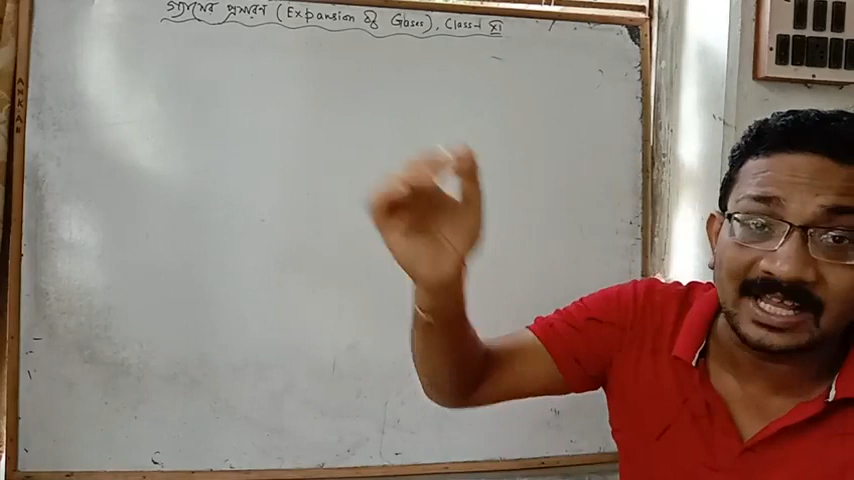 গ্যাসের প্রসারণ (Expansion of Gases), Class-XI